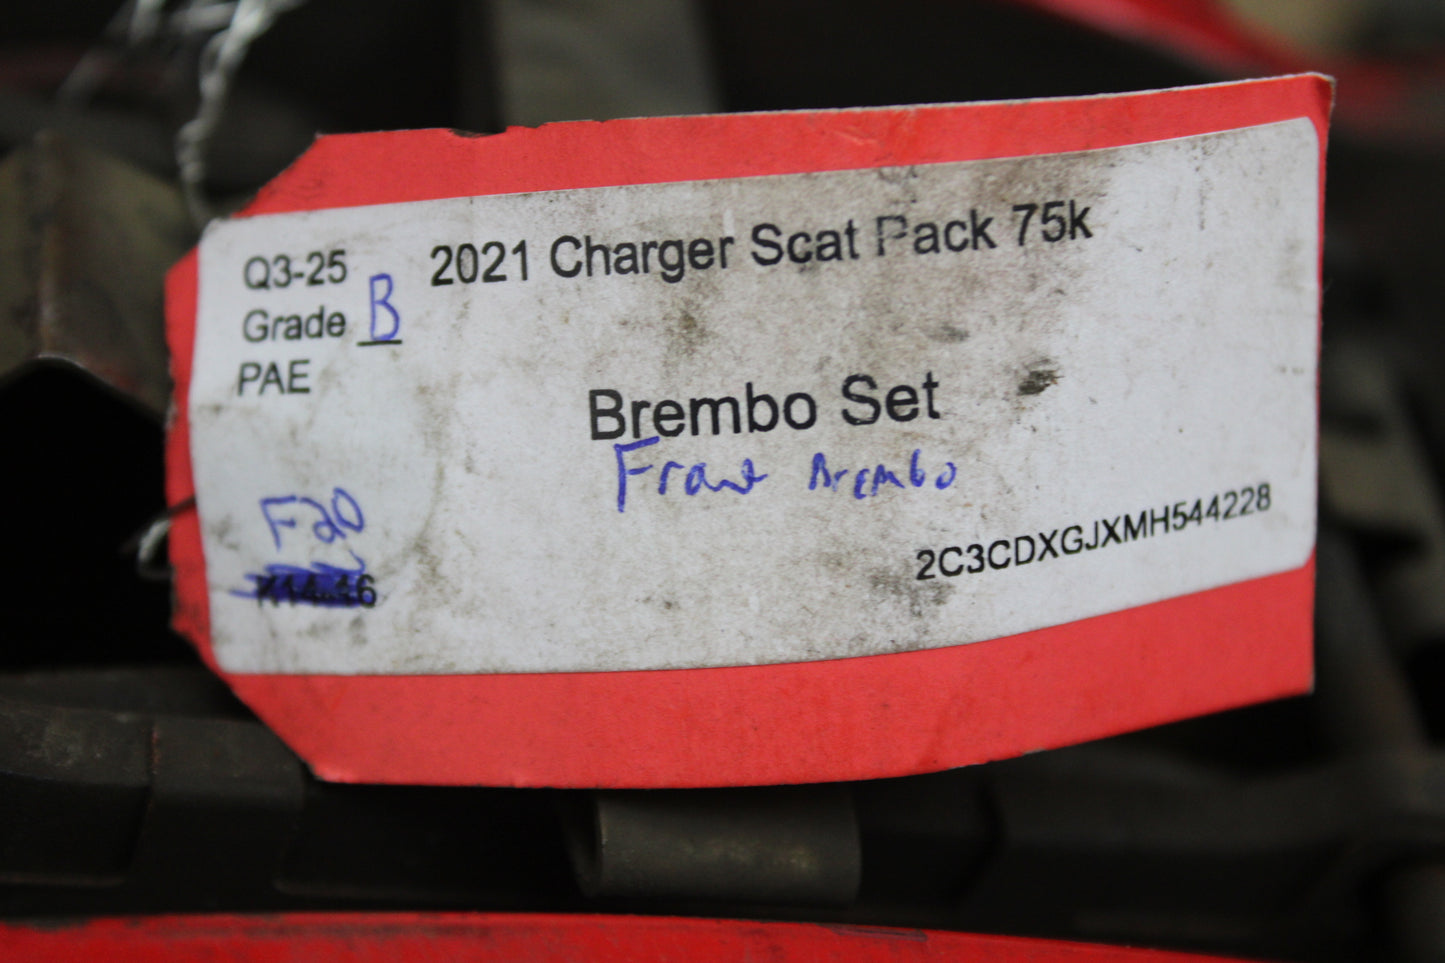 Q3-25
2021 Charger Scat Pack 75k
Grade B
PAE
Brembo Set
Front Brembo
F20
2C3CDXGJXMH544228